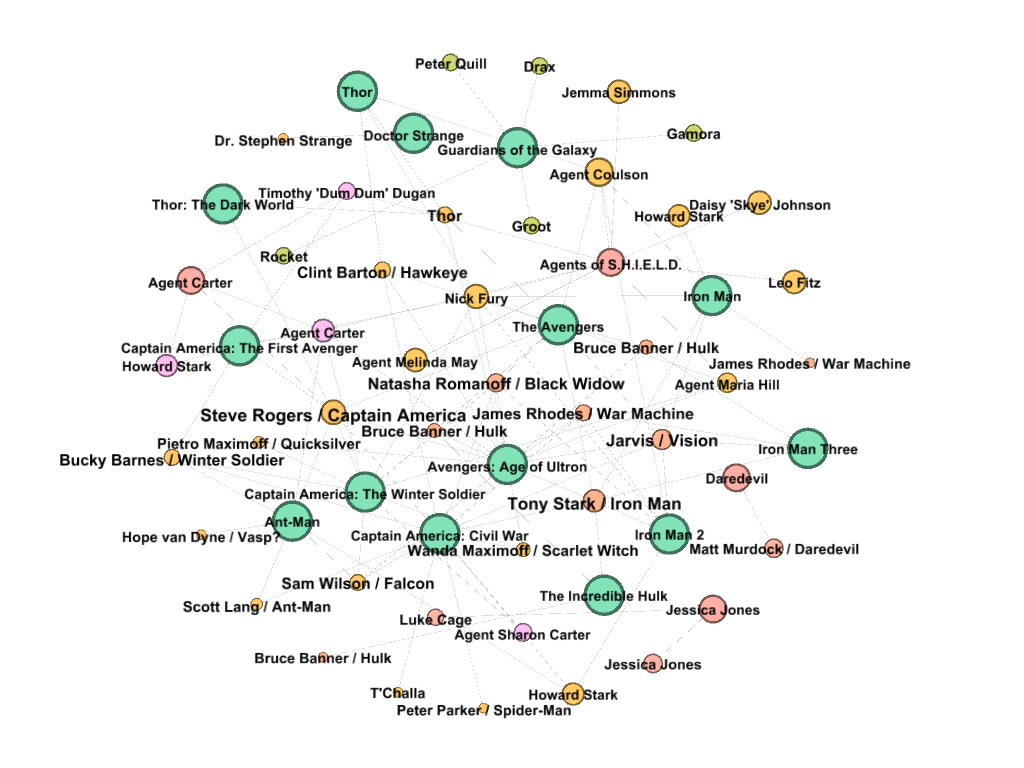 Peter Quill
Drax
Thor
Jemma Simmons
Dr. Stephen Strange
Doctor Strange
Guardians of the Galaxy
Gamora
Agent Coulson
Timothy 'Dum Dum' Dugan
Thor: The Dark World
Thor
Groot
Howard Stark
Daisy 'Skye' Johnson
Rocket
Clint Barton / Hawkeye
Agents of S.H.I.E.L.D.
Agent Carter
Nick Fury
Iron Man
Leo Fitz
Agent Carter
The Avengers
Captain America: The First Avenger
Bruce Banner / Hulk
Howard Stark
Agent Melinda May
James Rhodes / War Machine
Natasha Romanoff / Black Widow
Agent Maria Hill
Steve Rogers / Captain America
James Rhodes / War Machine
Bruce Banner / Hulk
Pietro Maximoff / Quicksilver
Jarvis / Vision
Iron Man Three
Bucky Barnes / Winter Soldier
Avengers: Age of Ultron
Daredevil
Captain America: The Winter Soldier
Tony Stark / Iron Man
Ant-Man
Hope van Dyne / Vasp?
Captain America: Civil War
Iron Man 2
Wanda Maximoff / Scarlet Witch
Matt Murdock / Daredevil
Sam Wilson / Falcon
The Incredible Hulk
Scott Lang / Ant-Man
Luke Cage
Jessica Jones
Agent Sharon Carter
Bruce Banner / Hulk
Jessica Jones
T'Challa
Howard Stark
Peter Parker / Spider-Man